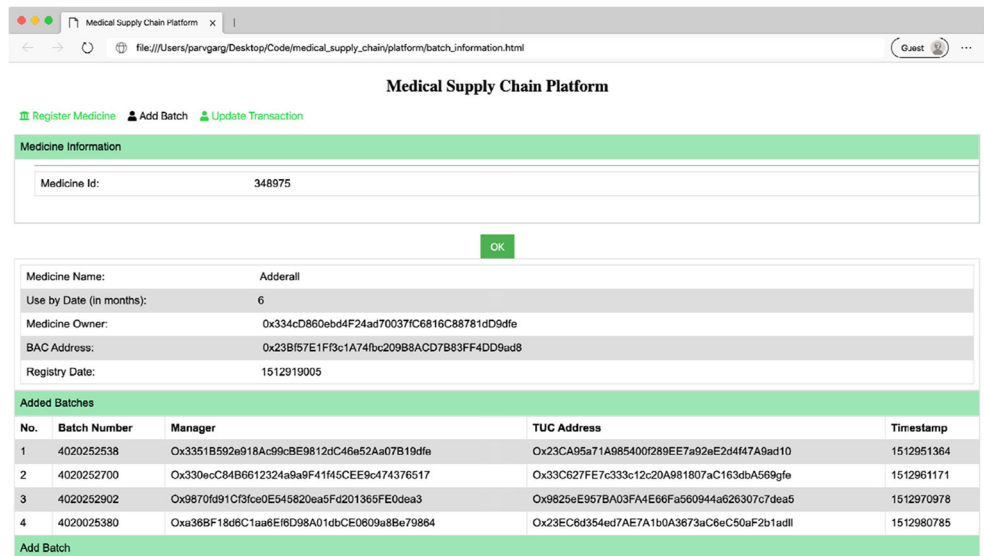 Medical Supply Chain Platform x
file:///Users/parvgarg/Desktop/Code/medical_supply_chain/platform/batch_information.html Guest
Medical Supply Chain Platform
Register Medicine Add Batch Update Transaction
Medicine Information
Medicine Id: 348975
OK
Medicine Name: Adderall
Use by Date (in months): 6
Medicine Owner: 0x334cD860ebd4F24ad70037fC6816C88781dD9dfe
BAC Address: 0x23Bf57E1Ff3c1A74fbc209B8ACD7B83FF4DD9ad8
Registry Date: 1512919005
Added Batches
No. Batch Number Manager TUC Address Timestamp
1 4020252538 Ox3351B592e918Ac99cBE9812dC46e52Aa07B19dfe Ox23CA95a71A985400f289EE7a92eE2d4f47A9ad10 1512951364
2 4020252700 Ox330ecC84B6612324a9a9F41f45CEE9c474376517 Ox33C627FE7c333c12c20A981807aC163dbA569gfe 1512961171
3 4020252902 Ox9870fd91Cf3fce0E545820ea5Fd201365FE0dea3 Ox9825eE957BA03FA4E66Fa560944a626307c7dea5 1512970978
4 4020025380 Oxa36BF18d6C1aa6Ef6D98A01dbCE0609a8Be79864 Ox23EC6d354ed7AE7A1b0A3673aC6eC50aF2b1adll 1512980785
Add Batch